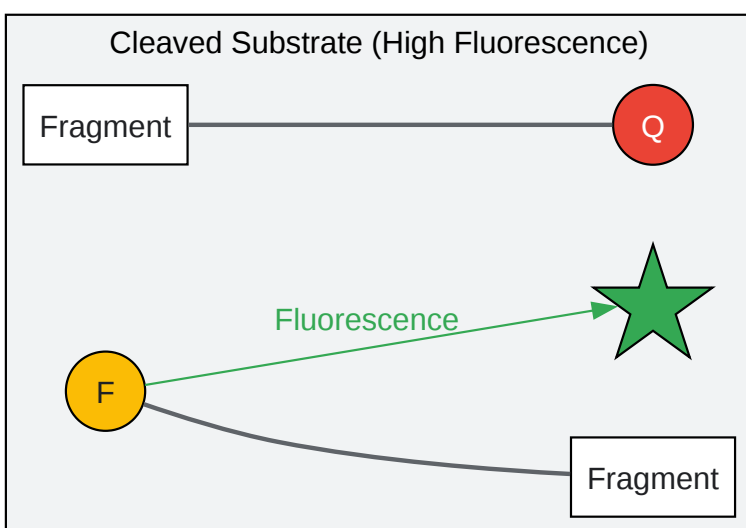 Cleaved Substrate (High Fluorescence)
Fragment
Q
Fluorescence
F
Fragment